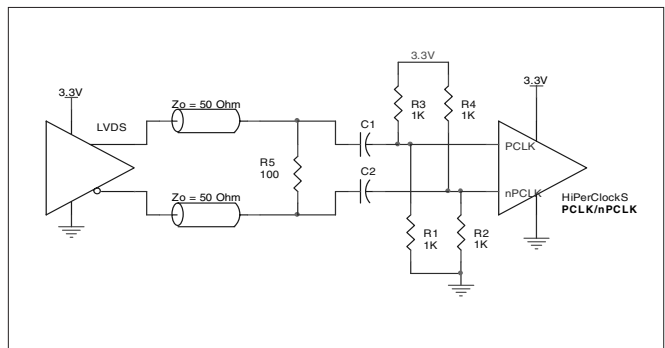 3.3V
3.3V
3.3V
Zo = 50 Ohm
LVDS
R3
1K
R4
1K
C1
PCLK
R5
100
C2
nPCLK
Zo = 50 Ohm
HiPerClockS
PCLK/nPCLK
R1
1K
R2
1K